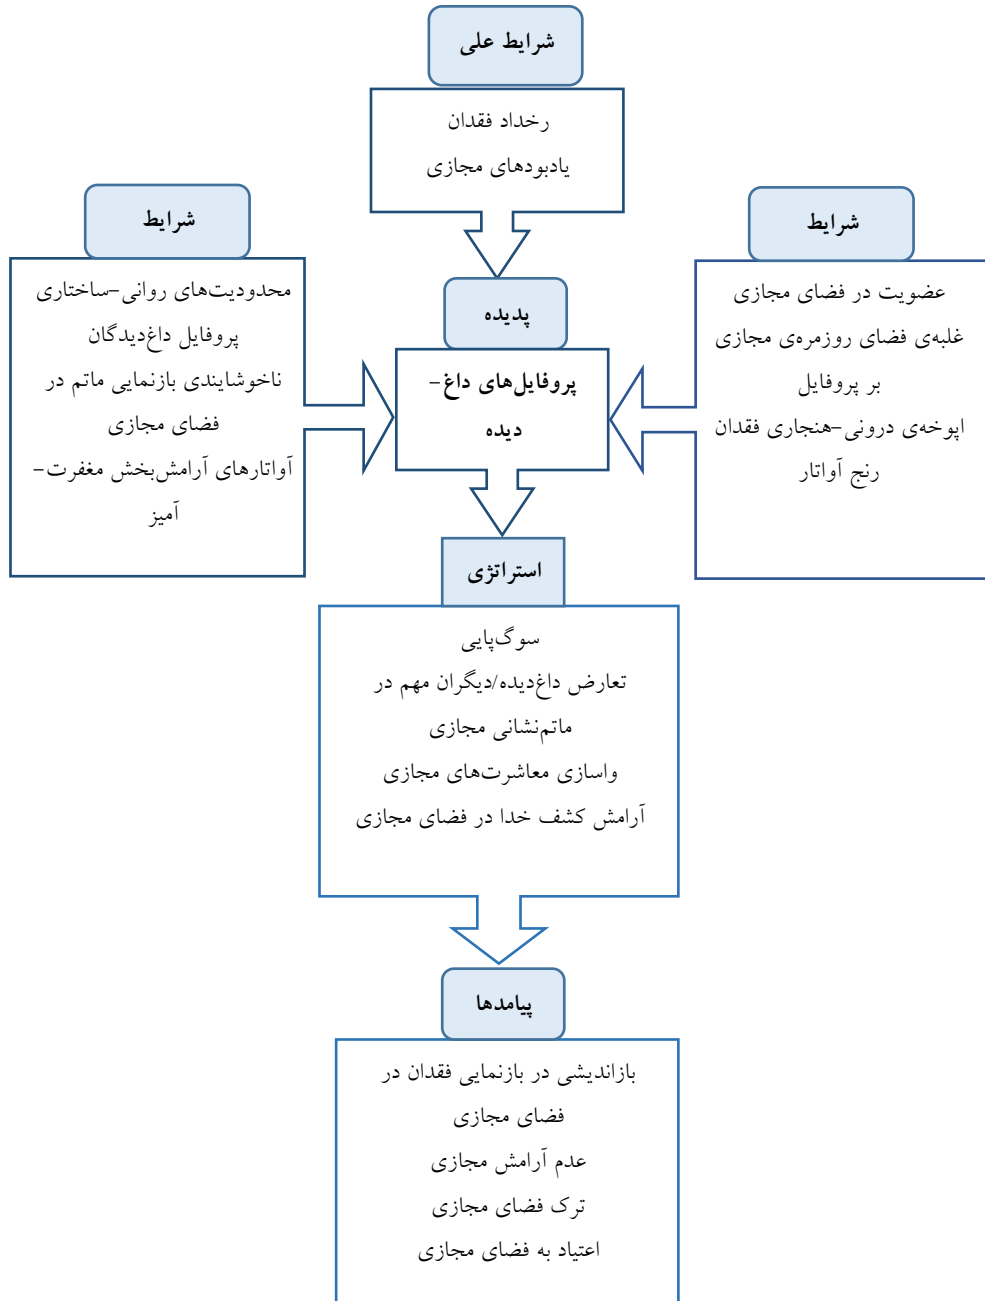 شرایط علی
رخداد فقدان
یادبودهای مجازی
شرایط
عضویت در فضای مجازی
غلبه‌ی فضای روزمره‌ی مجازی
بر پروفایل
اپوخه‌ی درونی-هنجاری فقدان
رنج آواتار
شرایط
محدودیت‌های روانی-ساختاری
پروفایل داغ‌دیدگان
ناخوشایندی بازنمایی ماتم در
فضای مجازی
آواتارهای آرامش‌بخش مغفرت-
آمیز
پدیده
پروفایل‌های داغ-
دیده
استراتژی
سوگ‌پایی
تعارض داغ‌دیده/دیگران مهم در
ماتم‌نشانی مجازی
واسازی معاشرت‌های مجازی
آرامش کشف خدا در فضای مجازی
پیامدها
بازاندیشی در بازنمایی فقدان در
فضای مجازی
عدم آرامش مجازی
ترک فضای مجازی
اعتیاد به فضای مجازی